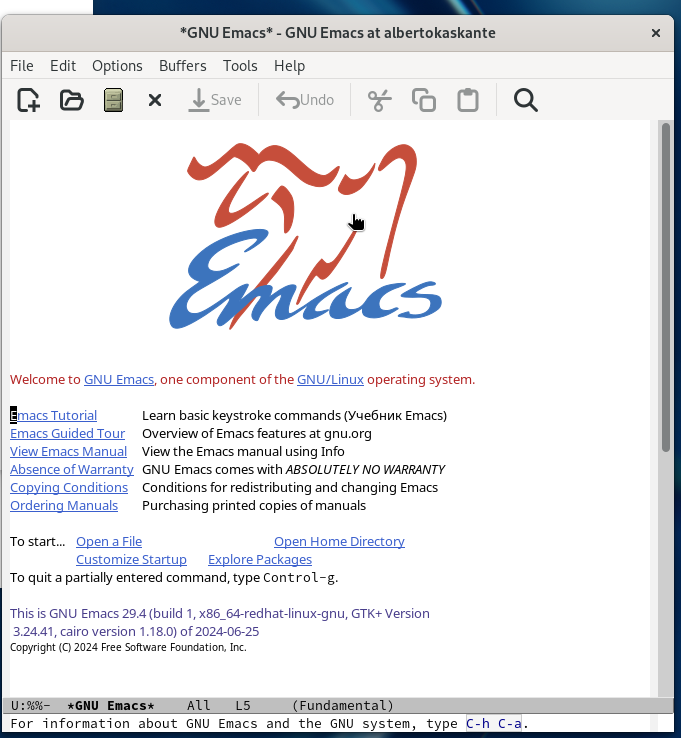 *GNU Emacs* - GNU Emacs at albertokaskante
File Edit Options Buffers Tools Help
Save Undo
Emacs
Welcome to GNU Emacs, one component of the GNU/Linux operating system.
Emacs Tutorial Learn basic keystroke commands (Учебник Emacs)
Emacs Guided Tour Overview of Emacs features at gnu.org
View Emacs Manual View the Emacs manual using Info
Absence of Warranty GNU Emacs comes with ABSOLUTELY NO WARRANTY
Copying Conditions Conditions for redistributing and changing Emacs
Ordering Manuals Purchasing printed copies of manuals
To start... Open a File Open Home Directory
Customize Startup Explore Packages
To quit a partially entered command, type Control-g.
This is GNU Emacs 29.4 (build 1, x86_64-redhat-linux-gnu, GTK+ Version
3.24.41, cairo version 1.18.0) of 2024-06-25
Copyright (C) 2024 Free Software Foundation, Inc.
U:%%- *GNU Emacs* All L5 (Fundamental)
For information about GNU Emacs and the GNU system, type C-h C-a.